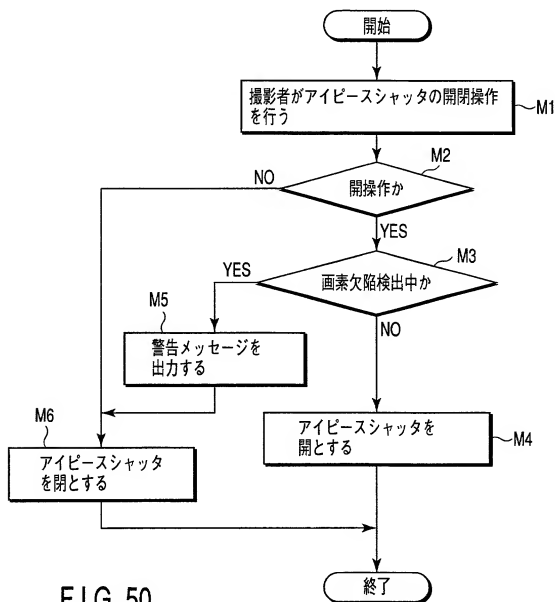 開始
撮影者がアイピースシャッタの開閉操作
を行う
M1
M2
開操作か
NO
YES
M3
画素欠陥検出中か
YES
NO
M5
警告メッセージを
出力する
M6
アイピースシャッタ
を閉とする
アイピースシャッタを
開とする
M4
終了
FIG. 50